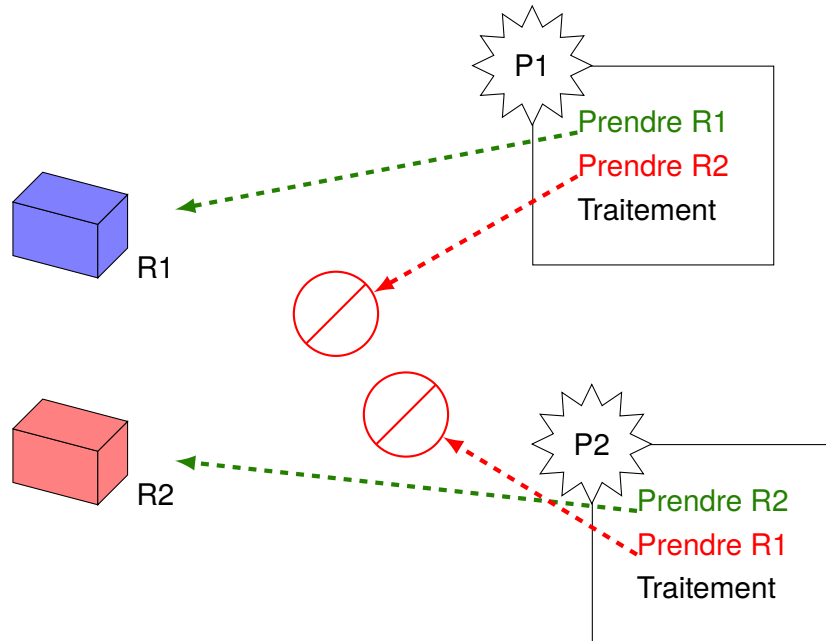 P1
Prendre R1
Prendre R2
Traitement
R1
P2
R2
Prendre R2
Prendre R1
Traitement